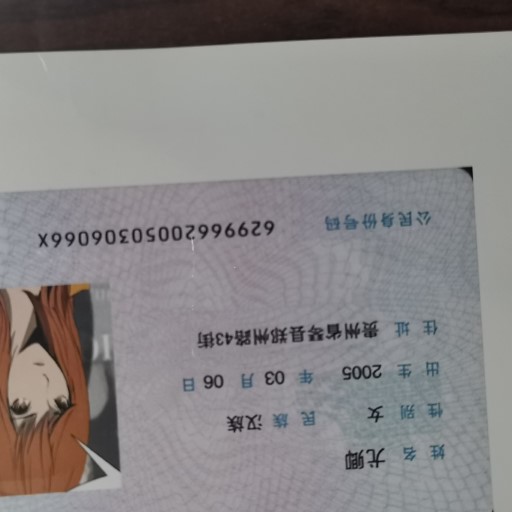 姓名 尤卿
性别 女 民族 汉族
出生 2005 年 03 月 06 日
住址 贵州省琴县郑州路43街
公民身份号码 62996620050306066X